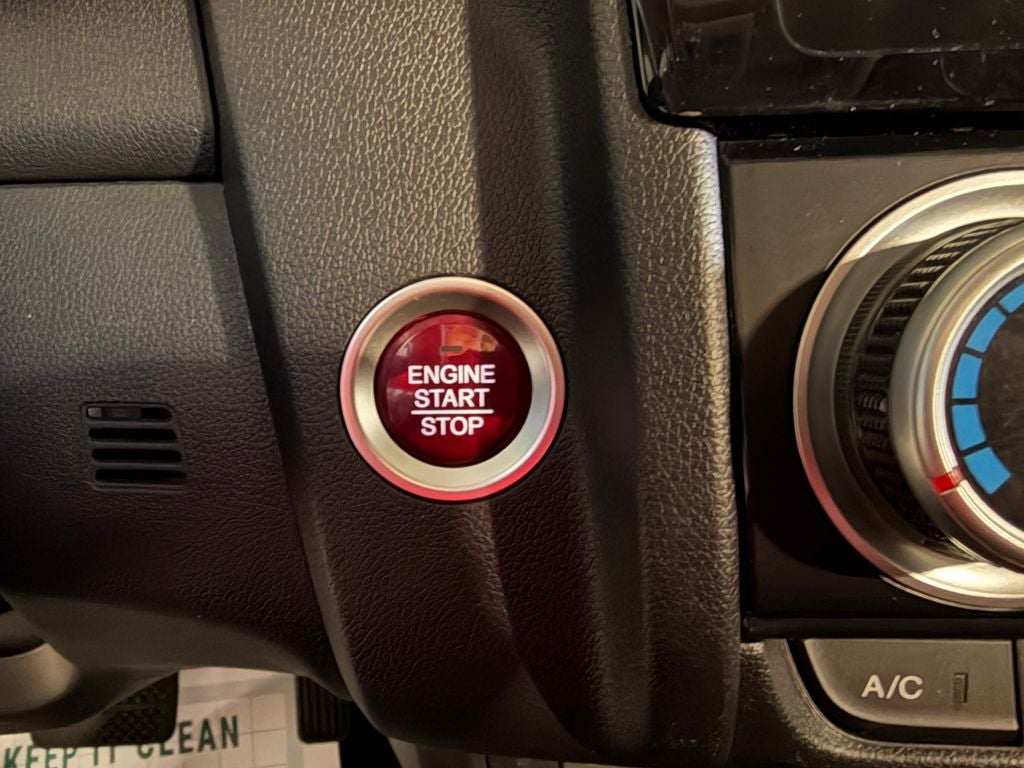 ENGINE
START
STOP
A/C
KEEP IT CLEAN